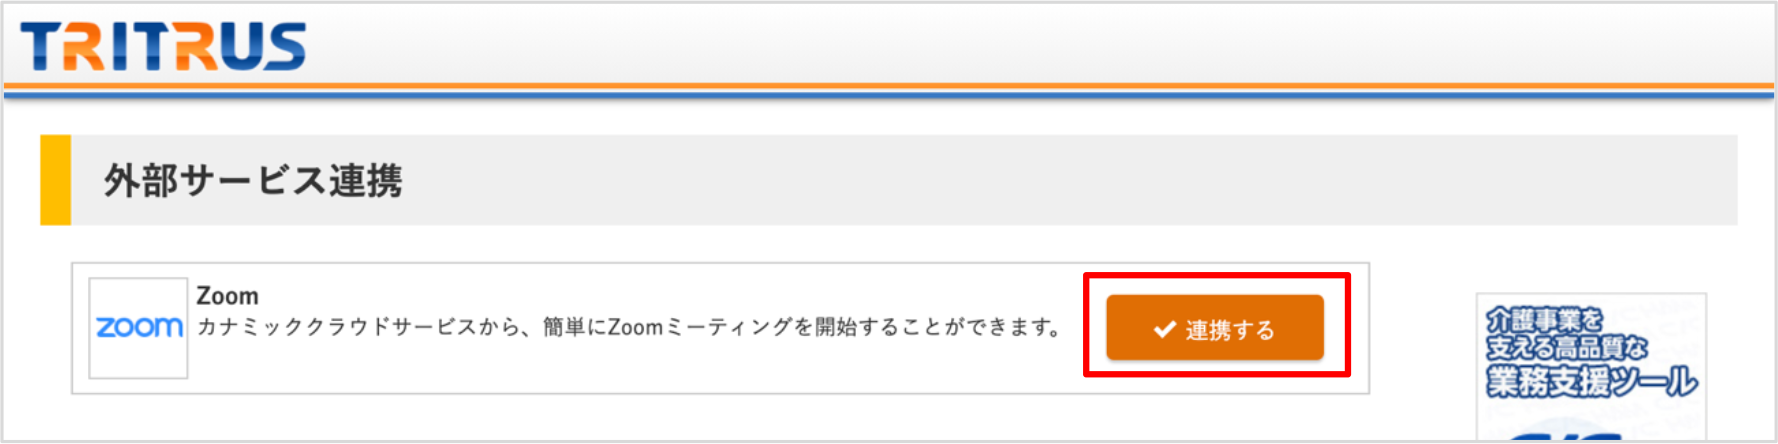 TRITRUS
外部サービス連携
zoom
Zoom
カナミッククラウドサービスから、簡単にZoomミーティングを開始することができます。
連携する
介護事業を
支える高品質な
業務支援ツール